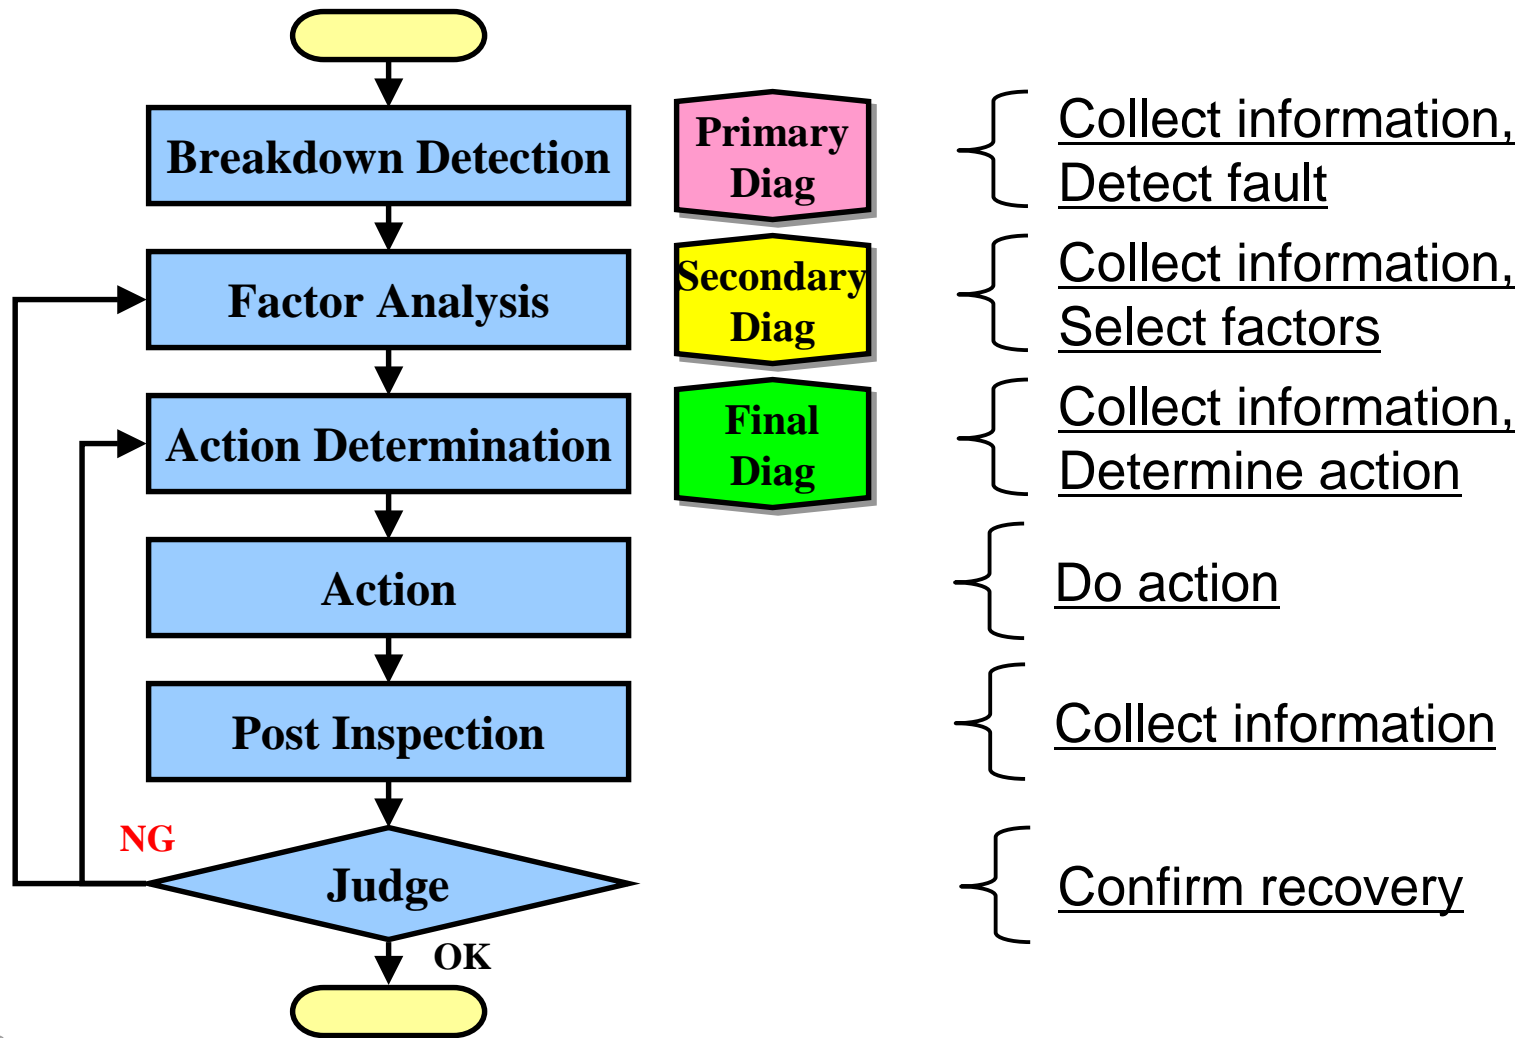 Breakdown Detection
Primary
Diag
Collect information,
Detect fault
Factor Analysis
Secondary
Diag
Collect information,
Select factors
Action Determination
Final
Diag
Collect information,
Determine action
Action
Do action
Post Inspection
Collect information
NG
Judge
Confirm recovery
OK